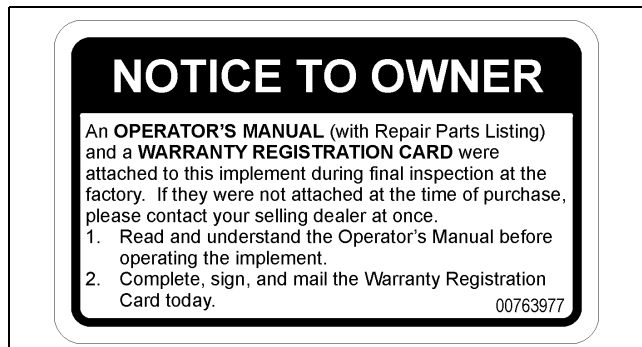 NOTICE TO OWNER
An OPERATOR'S MANUAL (with Repair Parts Listing)
and a WARRANTY REGISTRATION CARD were
attached to this implement during final inspection at the
factory.  If they were not attached at the time of purchase,
please contact your selling dealer at once.
1.   Read and understand the Operator's Manual before
operating the implement.
2.   Complete, sign, and mail the Warranty Registration
Card today.
00763977